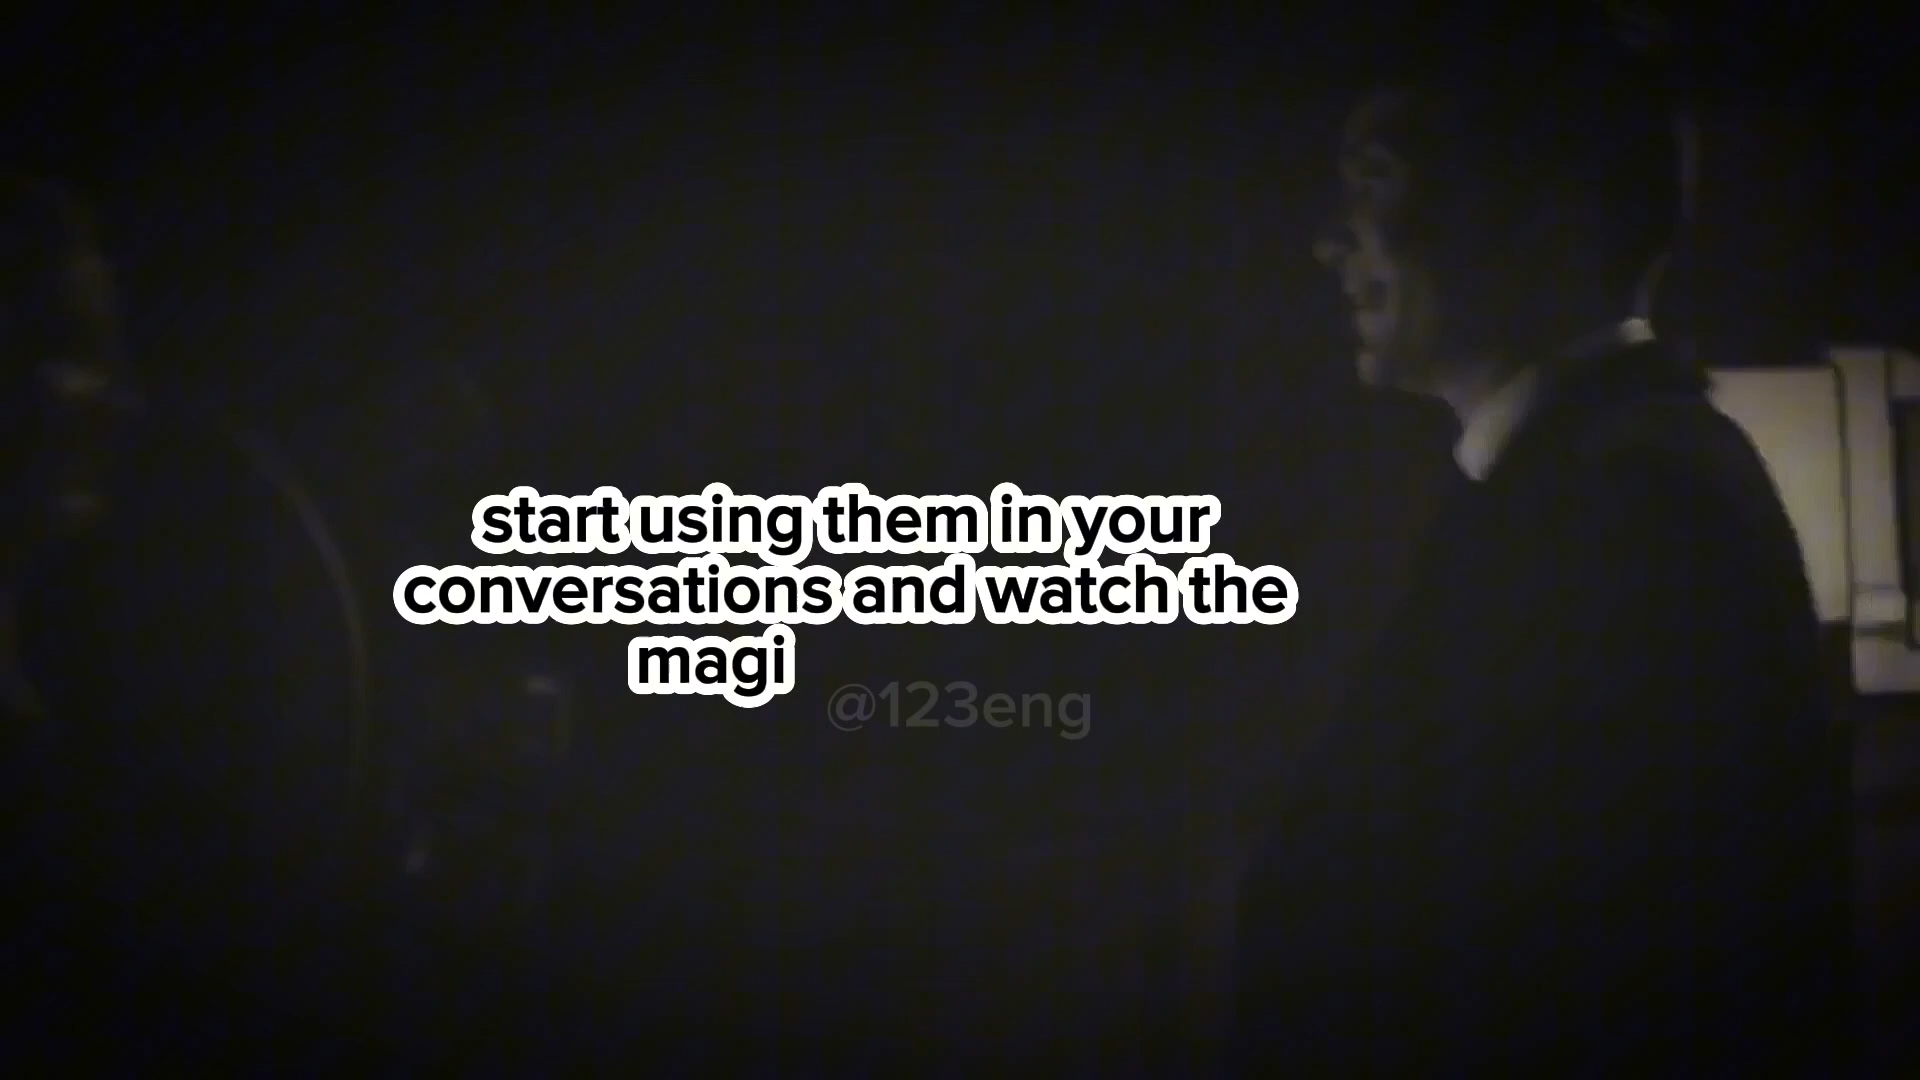 start using them in your
conversations and watch the
magi
@123eng